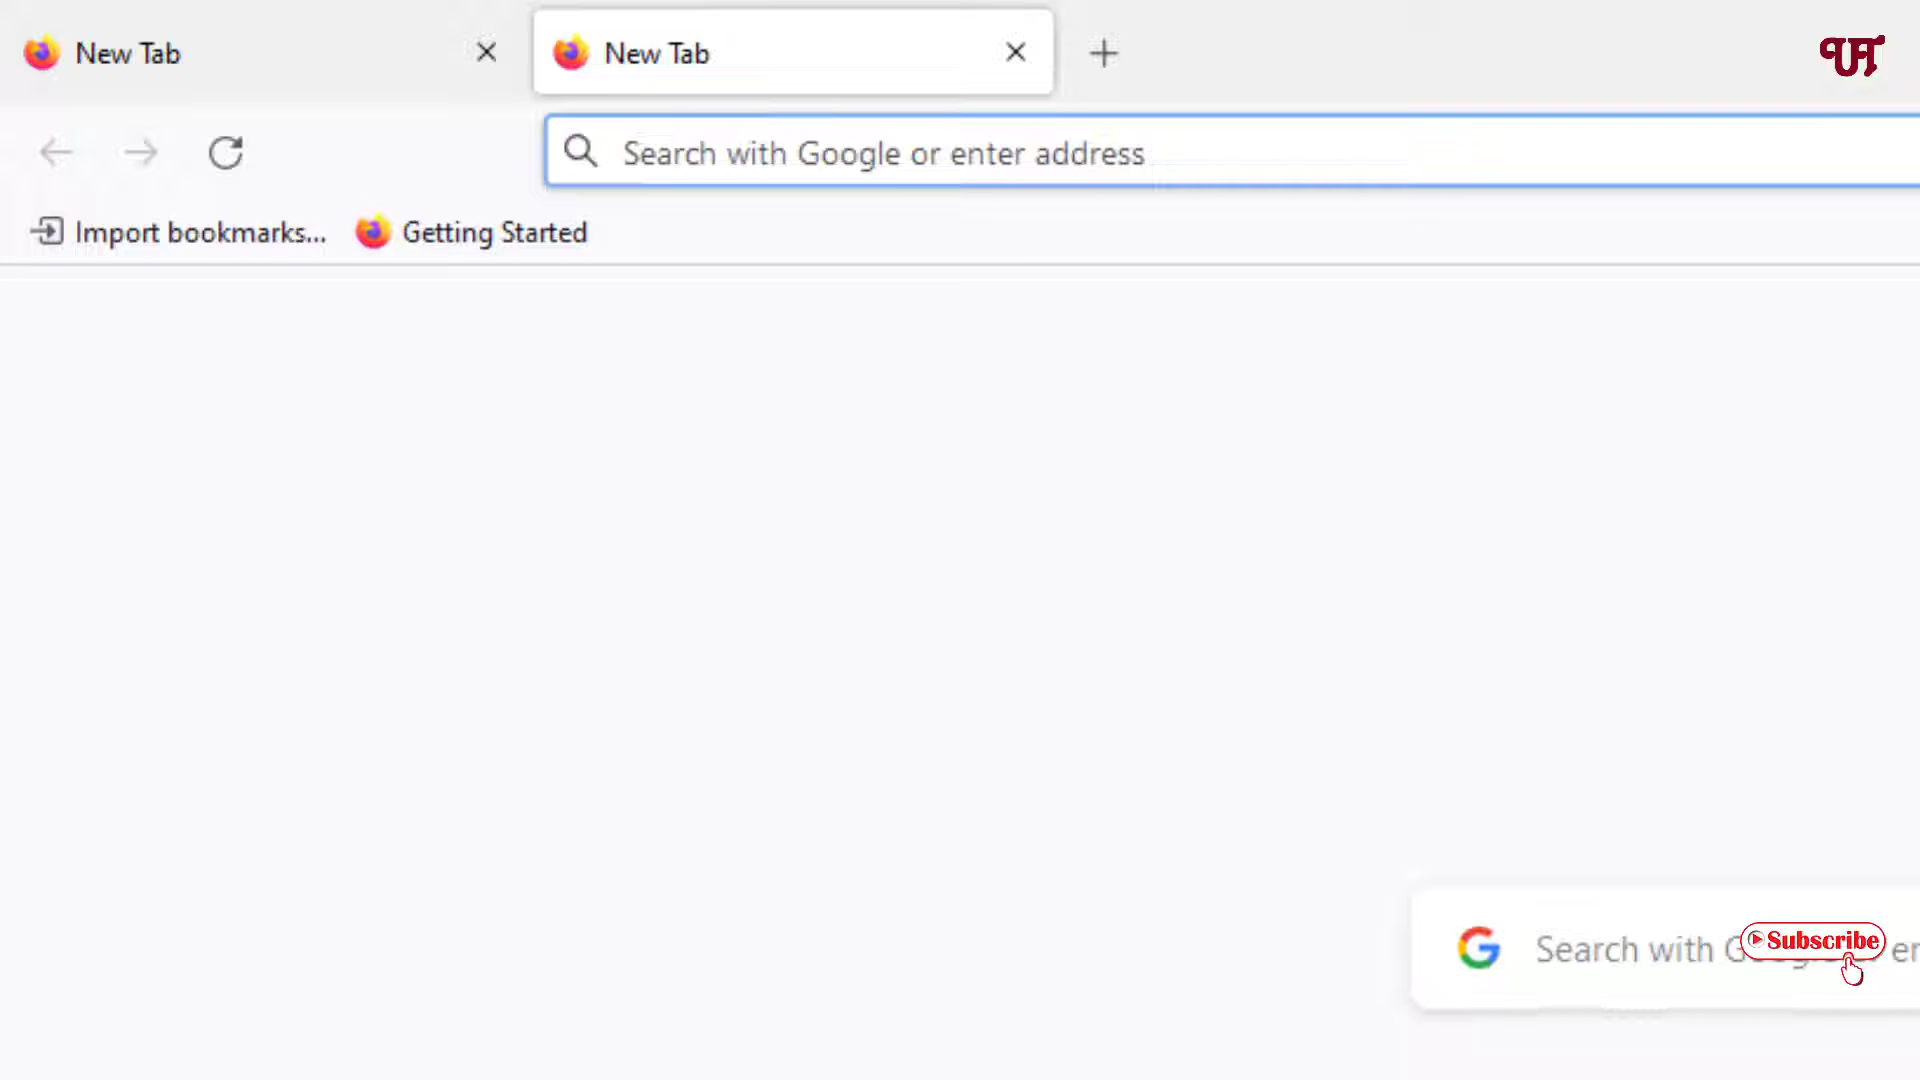 New Tab
New Tab
Search with Google or enter address
Import bookmarks...
Getting Started
Search with
Subscribe